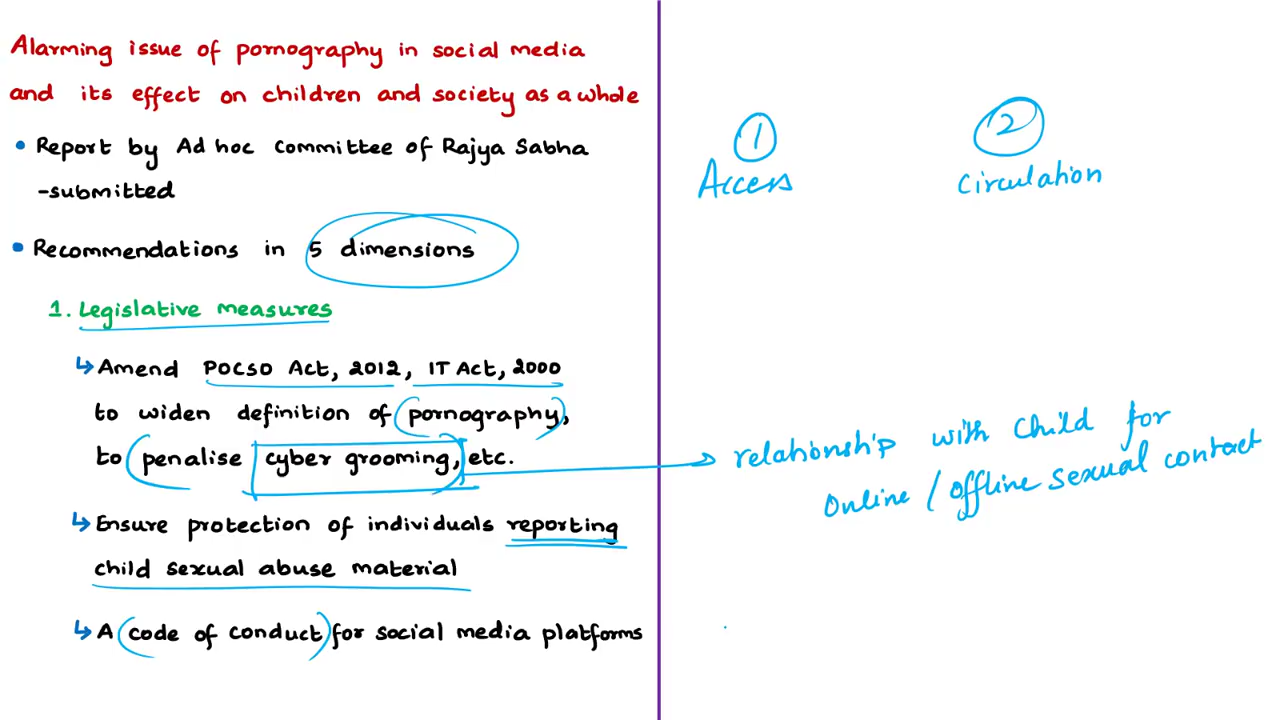 Alarming issue of pornography in social media
and its effect on children and society as a whole
• Report by Ad hoc Committee of Rajya Sabha
-submitted
• Recommendations in 5 dimensions
1. Legislative measures
↳ Amend POCSO Act, 2012, IT Act, 2000
to widen definition of (pornography),
to (penalise cyber grooming,) etc.
↳ Ensure protection of individuals reporting
child sexual abuse material
↳ A (code of conduct) for social media platforms
1
Access
2
Circulation
relationship with child for
Online / offline sexual contact